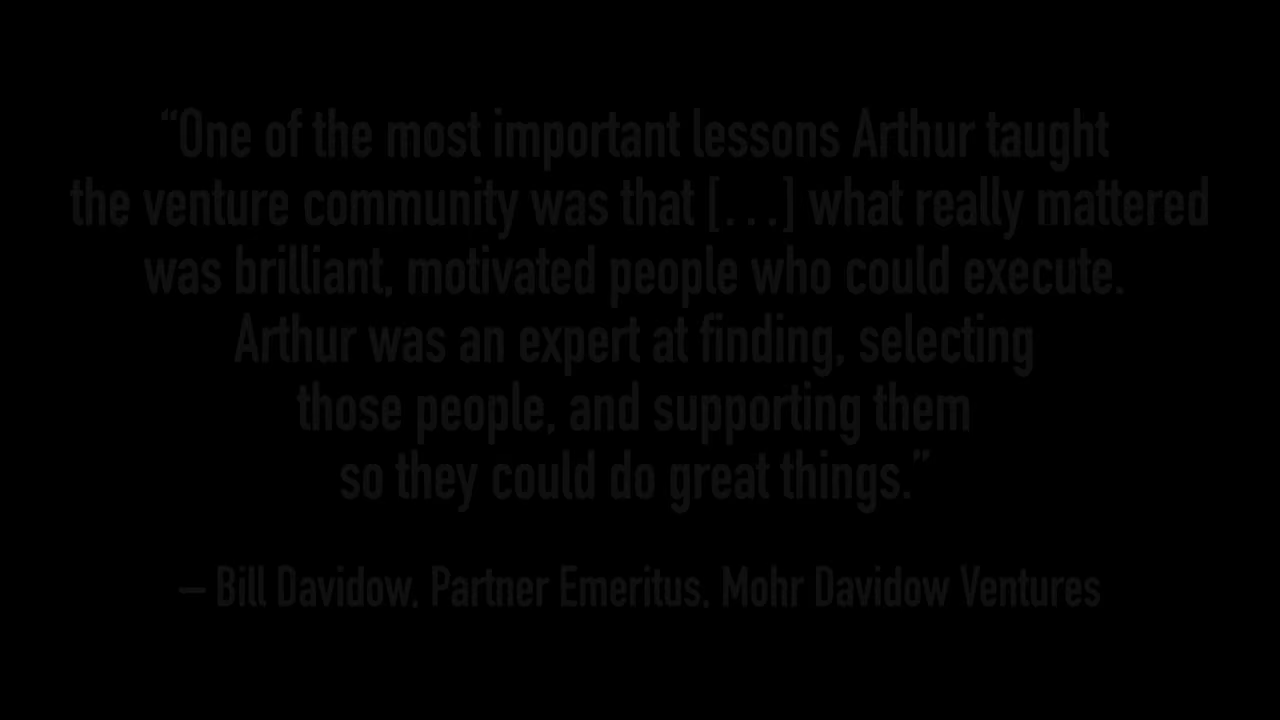 “One of the most important lessons Arthur taught
the venture community was that [...] what really mattered
was brilliant, motivated people who could execute.
Arthur was an expert at finding, selecting
those people, and supporting them
so they could do great things.”
– Bill Davidow, Partner Emeritus, Mohr Davidow Ventures